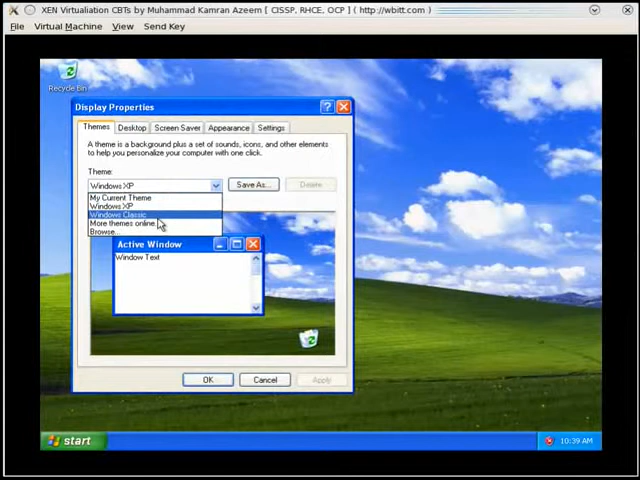 XEN Virtualiation CBTs by Muhammad Kamran Azeem [ CISSP, RHCE, OCP ] ( http://wbitt.com )
File Virtual Machine View Send Key
Recycle Bin
Display Properties
Themes Desktop Screen Saver Appearance Settings
A theme is a background plus a set of sounds, icons, and other elements
to help you personalize your computer with one click.
Theme:
Windows XP Save As... Delete
My Current Theme
Windows XP
Windows Classic
More themes online...
Browse...
Active Window
Window Text
OK Cancel Apply
start 10:39 AM